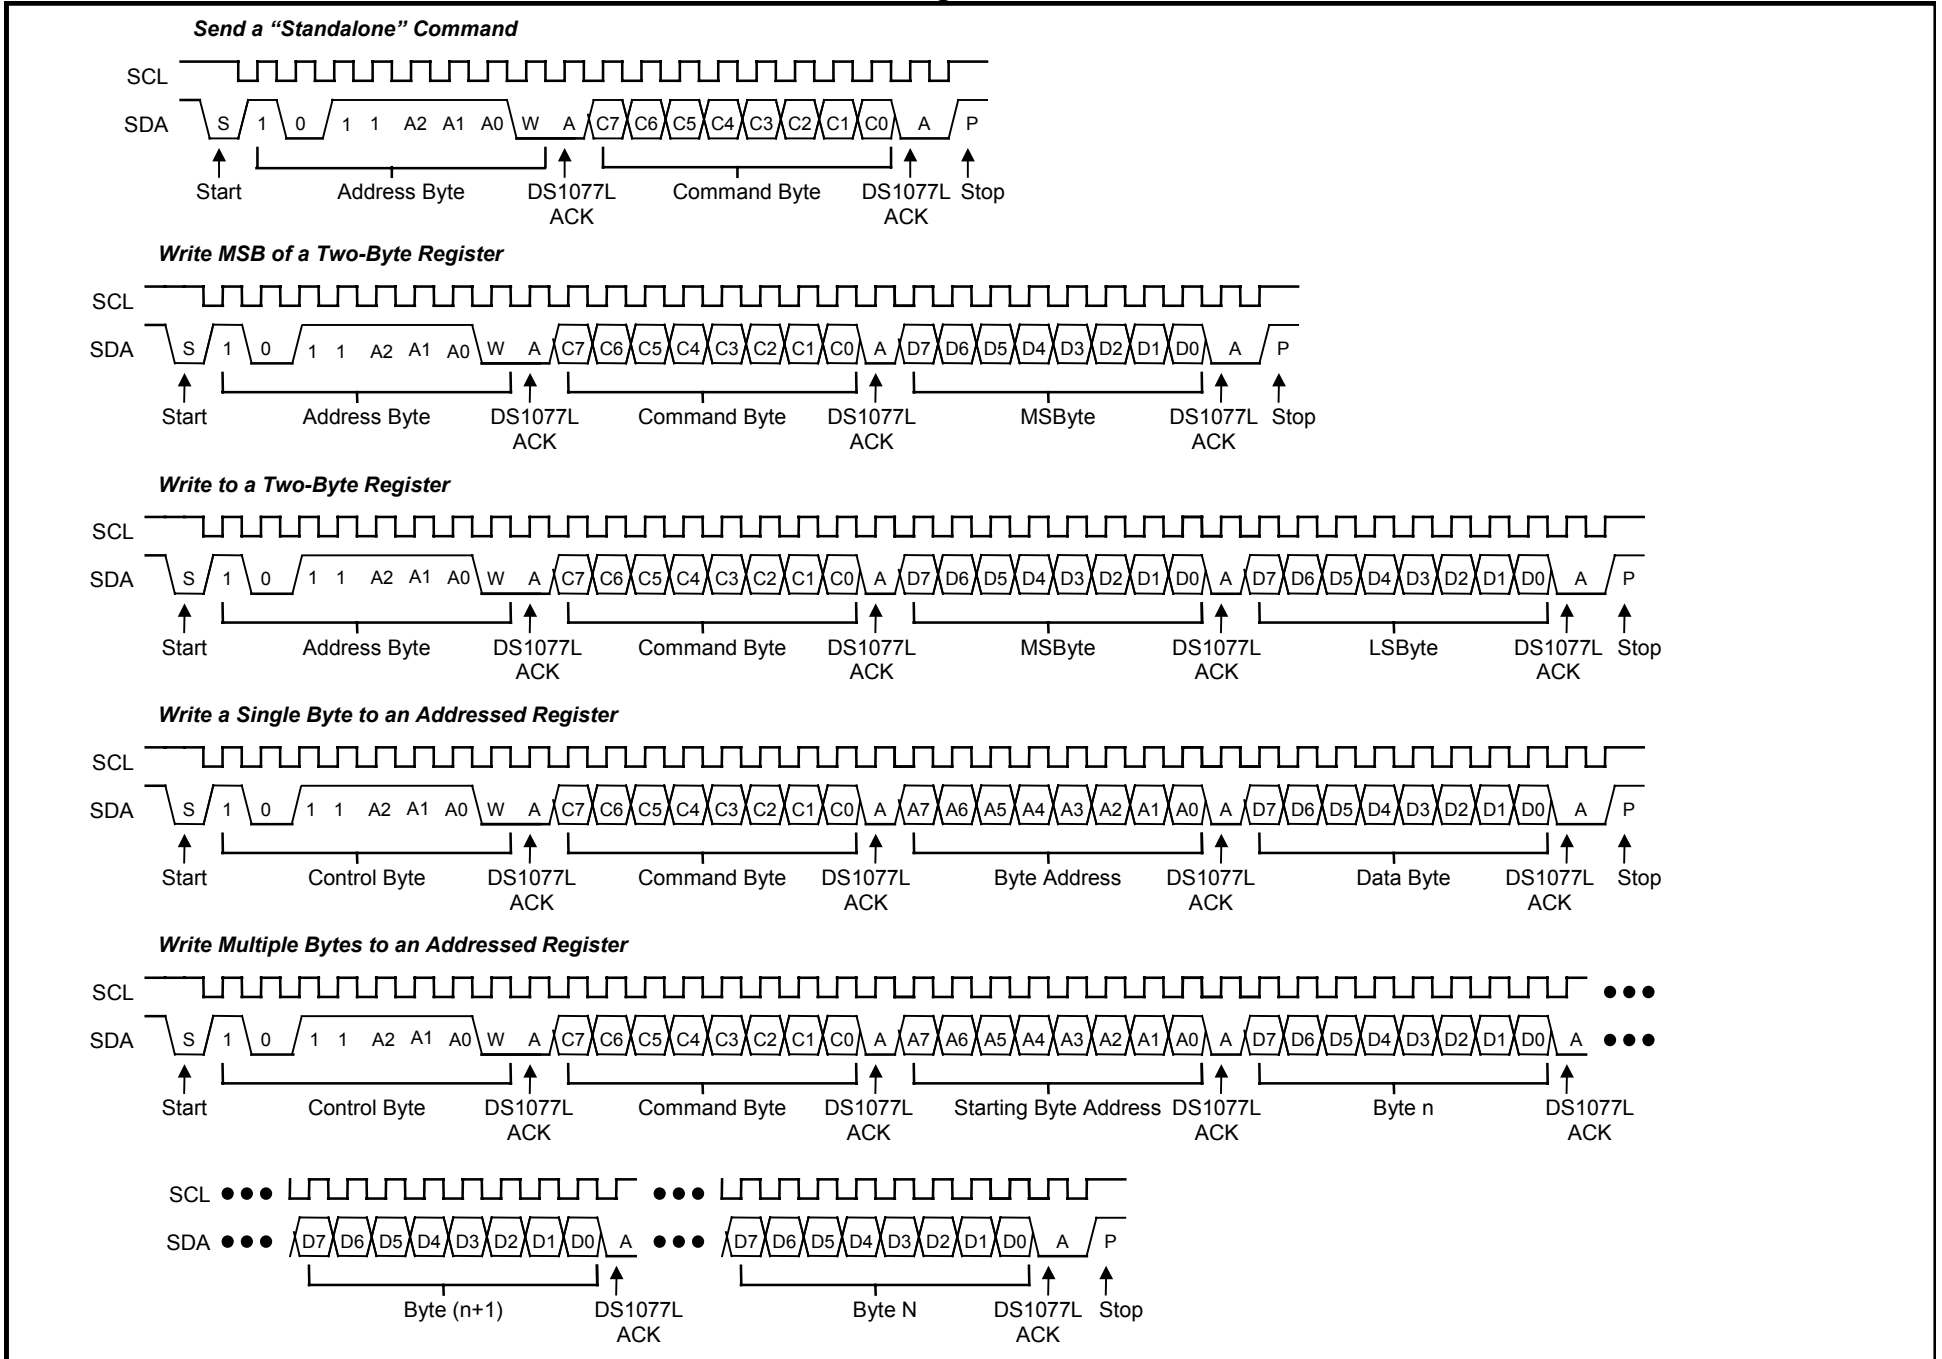 Send a “Standalone” Command
SCL
SDA S 1 0 1 1 A2 A1 A0 W A C7 C6 C5 C4 C3 C2 C1 C0 A P
Start Address Byte DS1077L Command Byte DS1077L Stop
ACK ACK
Write MSB of a Two-Byte Register
SCL
SDA S 1 0 1 1 A2 A1 A0 W A C7 C6 C5 C4 C3 C2 C1 C0 A D7 D6 D5 D4 D3 D2 D1 D0 A P
Start Address Byte DS1077L Command Byte DS1077L MSByte DS1077L Stop
ACK ACK ACK
Write to a Two-Byte Register
SCL
SDA S 1 0 1 1 A2 A1 A0 W A C7 C6 C5 C4 C3 C2 C1 C0 A D7 D6 D5 D4 D3 D2 D1 D0 A D7 D6 D5 D4 D3 D2 D1 D0 A P
Start Address Byte DS1077L Command Byte DS1077L MSByte DS1077L LSByte DS1077L Stop
ACK ACK ACK ACK
Write a Single Byte to an Addressed Register
SCL
SDA S 1 0 1 1 A2 A1 A0 W A C7 C6 C5 C4 C3 C2 C1 C0 A A7 A6 A5 A4 A3 A2 A1 A0 A D7 D6 D5 D4 D3 D2 D1 D0 A P
Start Control Byte DS1077L Command Byte DS1077L Byte Address DS1077L Data Byte DS1077L Stop
ACK ACK ACK ACK
Write Multiple Bytes to an Addressed Register
SCL
SDA S 1 0 1 1 A2 A1 A0 W A C7 C6 C5 C4 C3 C2 C1 C0 A A7 A6 A5 A4 A3 A2 A1 A0 A D7 D6 D5 D4 D3 D2 D1 D0 A
Start Control Byte DS1077L Command Byte DS1077L Starting Byte Address DS1077L Byte n DS1077L
ACK ACK ACK ACK
SCL
SDA D7 D6 D5 D4 D3 D2 D1 D0 A D7 D6 D5 D4 D3 D2 D1 D0 A P
Byte (n+1) DS1077L Byte N DS1077L Stop
ACK ACK